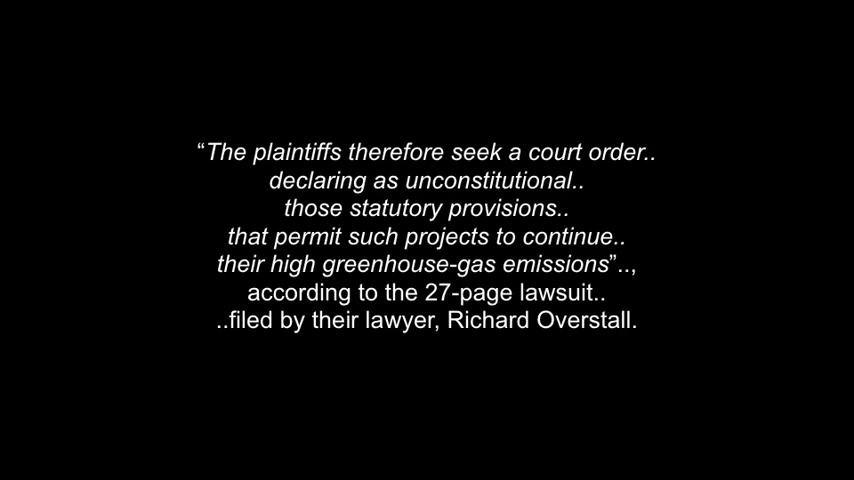 “The plaintiffs therefore seek a court order..
declaring as unconstitutional..
those statutory provisions..
that permit such projects to continue..
their high greenhouse-gas emissions”..,
according to the 27-page lawsuit..
..filed by their lawyer, Richard Overstall.